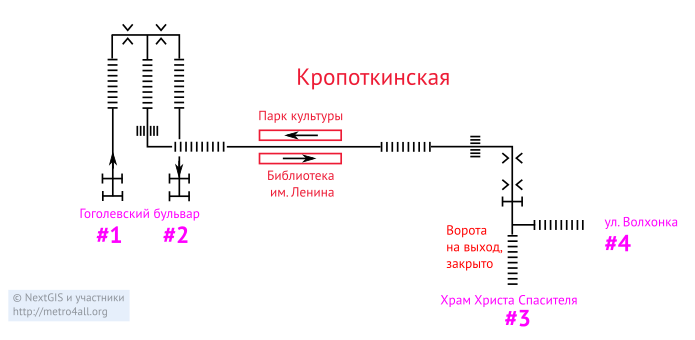 Кропоткинская
Парк культуры
Библиотека
им. Ленина
Гоголевский бульвар
#1
#2
Ворота
на выход,
закрыто
ул. Волхонка
#4
Храм Христа Спасителя
#3
© NextGIS и участники
http://metro4all.org